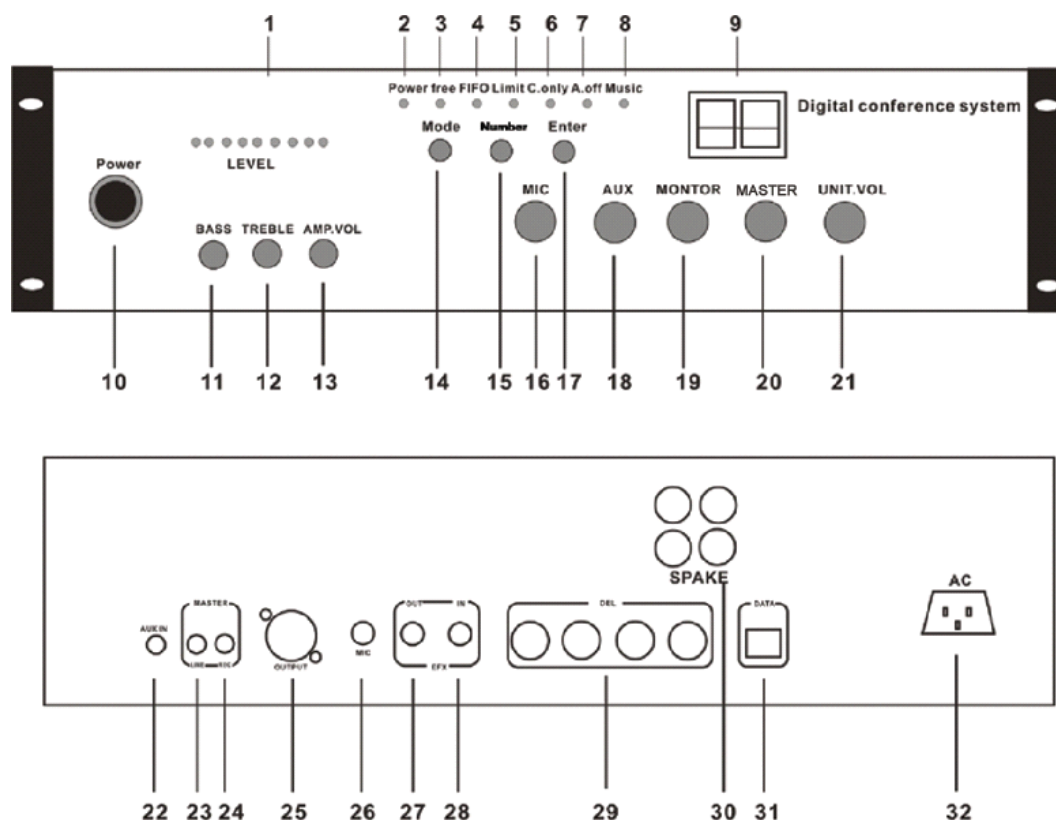 1 2 3 4 5 6 7 8 9
Power free FIFO Limit C.only A.off Music
Digital conference system
Mode Number Enter
Power
LEVEL
MIC AUX MONTOR MASTER UNIT.VOL
BASS TREBLE AMP.VOL
10 11 12 13 14 15 16 17 18 19 20 21
SPAKE
AC
MASTER OUT IN DEL DATA
AUX IN
MIC
LINE REC OUTPUT EFX
22 23 24 25 26 27 28 29 30 31 32